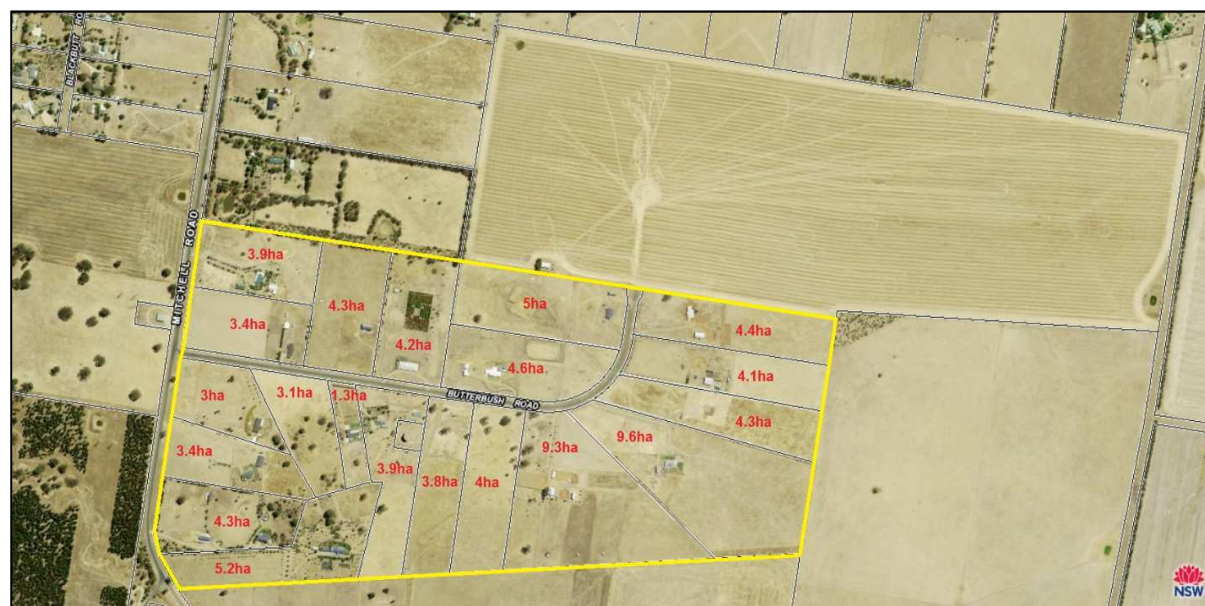 BLACKBUTT RO
MITCHELL ROAD
3.9ha
4.3ha
3.4ha
4.2ha
5ha
4.4ha
4.6ha
4.1ha
3ha
3.1ha
1.3ha
BUTTERBUSH ROAD
4.3ha
3.4ha
3.9ha
3.8ha
4ha
9.3ha
9.6ha
4.3ha
5.2ha
NSW